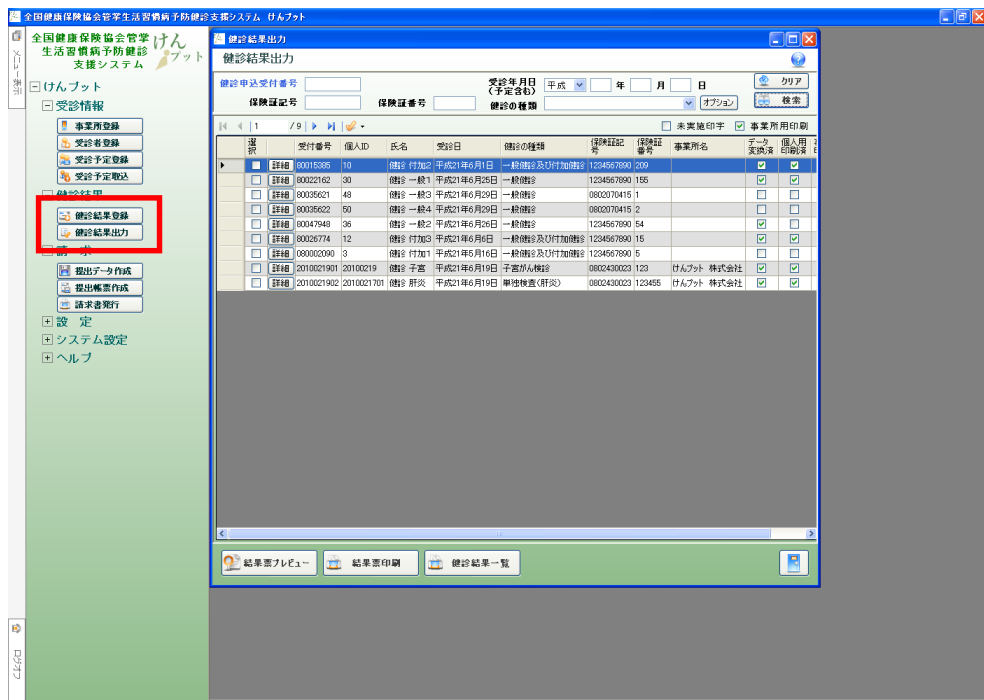 全国健康保険協会管掌生活習慣病予防健診支援システム けんプット
メニュー表示
全国健康保険協会管掌
生活習慣病予防健診
支援システム
けんプット
けんプット
受診情報
事業所登録
受診者登録
受診予定登録
受診予定取込
健診結果
健診結果登録
健診結果出力
請 求
提出データ作成
提出帳票作成
請求書発行
設 定
システム設定
ヘルプ
ログオフ
健診結果出力
健診結果出力
健診申込受付番号 受診年月日(予定含む) 平成 年 月 日 クリア
保険証記号 保険証番号 健診の種類 オプション 検索
1 / 9 未実施印字 事業所用印刷
選択 受付番号 個人ID 氏名 受診日 健診の種類 保険証記号 保険証番号 事業所名 データ変換済 個人用印刷済
詳細 80015385 10 健診 付加2 平成21年6月1日 一般健診及び付加健診 1234567890 209
詳細 80022162 30 健診 一般1 平成21年6月25日 一般健診 1234567890 155
詳細 80035621 48 健診 一般3 平成21年6月29日 一般健診 0802070415 1
詳細 80035622 50 健診 一般4 平成21年6月29日 一般健診 0802070415 2
詳細 80047948 36 健診 一般2 平成21年6月26日 一般健診 1234567890 54
詳細 80026774 12 健診 付加3 平成21年6月6日 一般健診及び付加健診 1234567890 15
詳細 080002090 3 健診 付加1 平成21年5月16日 一般健診及び付加健診 1234567890 5
詳細 2010021901 20100219 健診 子宮 平成21年6月19日 子宮がん検診 0802430023 123 けんプット 株式会社
詳細 2010021902 2010021701 健診 肝炎 平成21年6月19日 単独検査(肝炎) 0802430023 123455 けんプット 株式会社
結果票プレビュー 結果票印刷 健診結果一覧